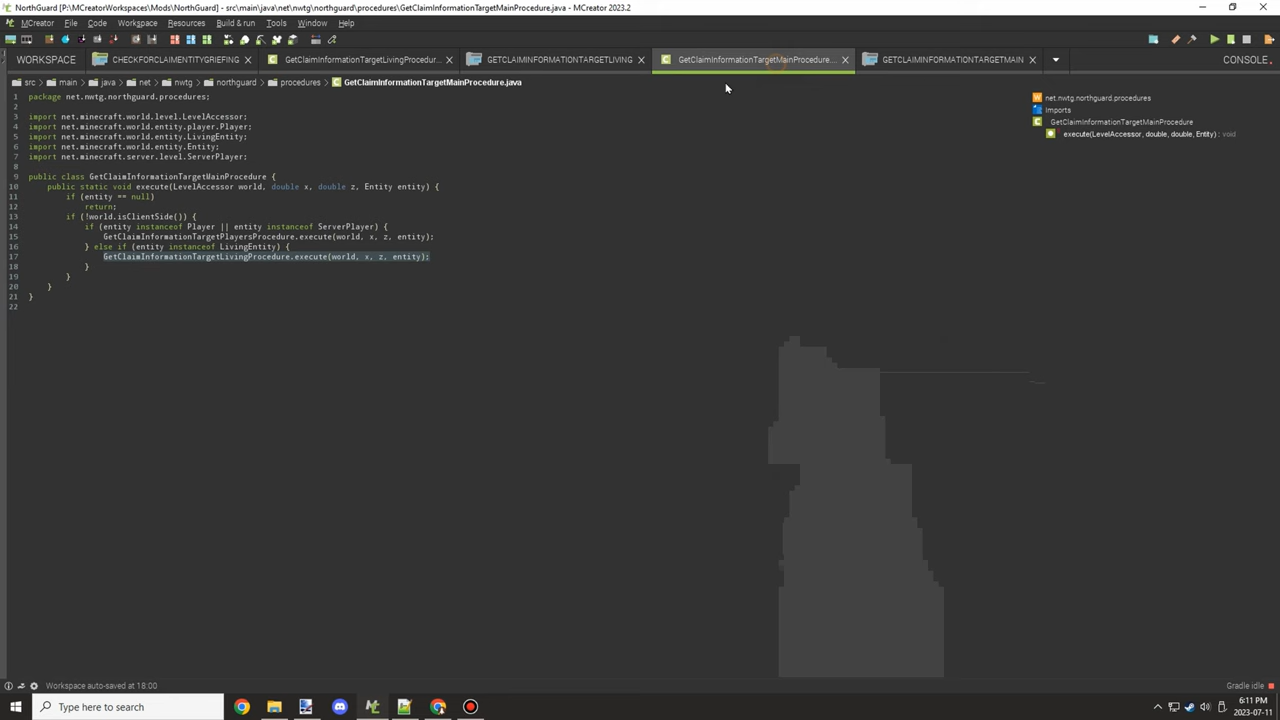 NorthGuard [P:\MCreatorWorkspaces\Mods\NorthGuard] - src\main\java\net\nwtg\northguard\procedures\GetClaimInformationTargetMainProcedure.java - MCreator 2023.2
MCreator File Code Workspace Resources Build & run Tools Window Help
WORKSPACE CHECKFORCLAIMENTITYGRIEFING GetClaimInformationTargetLivingProcedur... GETCLAIMINFORMATIONTARGETLIVING GetClaimInformationTargetMainProcedure... GETCLAIMINFORMATIONTARGETMAIN CONSOLE
src main java net nwtg northguard procedures GetClaimInformationTargetMainProcedure.java
1 package net.nwtg.northguard.procedures;
2
3 import net.minecraft.world.level.LevelAccessor;
4 import net.minecraft.world.entity.player.Player;
5 import net.minecraft.world.entity.LivingEntity;
6 import net.minecraft.world.entity.Entity;
7 import net.minecraft.server.level.ServerPlayer;
8
9 public class GetClaimInformationTargetMainProcedure {
10 public static void execute(LevelAccessor world, double x, double z, Entity entity) {
11 if (entity == null)
12 return;
13 if (!world.isClientSide()) {
14 if (entity instanceof Player || entity instanceof ServerPlayer) {
15 GetClaimInformationTargetPlayersProcedure.execute(world, x, z, entity);
16 } else if (entity instanceof LivingEntity) {
17 GetClaimInformationTargetLivingProcedure.execute(world, x, z, entity);
18 }
19 }
20 }
21 }
22
net.nwtg.northguard.procedures
Imports
GetClaimInformationTargetMainProcedure
execute(LevelAccessor, double, double, Entity) : void
Workspace auto-saved at 18:00
Gradle idle
Type here to search
6:11 PM
2023-07-11